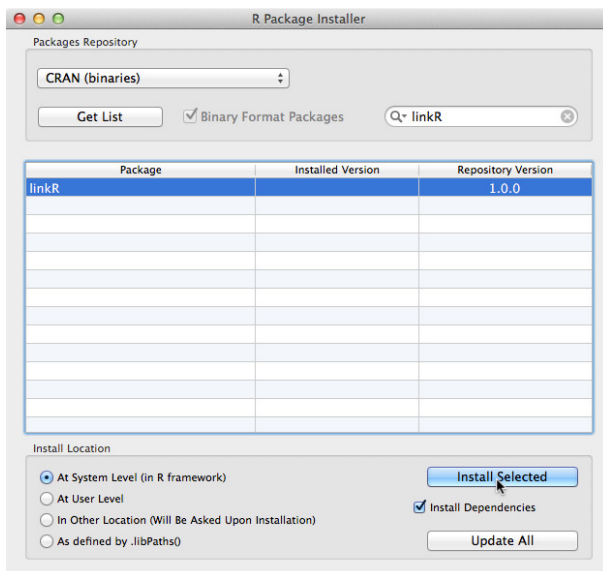 R Package Installer
Packages Repository
CRAN (binaries)
Get List
Binary Format Packages
linkR
Package Installed Version Repository Version
linkR 1.0.0
Install Location
At System Level (in R framework)
Install Selected
At User Level
Install Dependencies
In Other Location (Will Be Asked Upon Installation)
As defined by .libPaths()
Update All